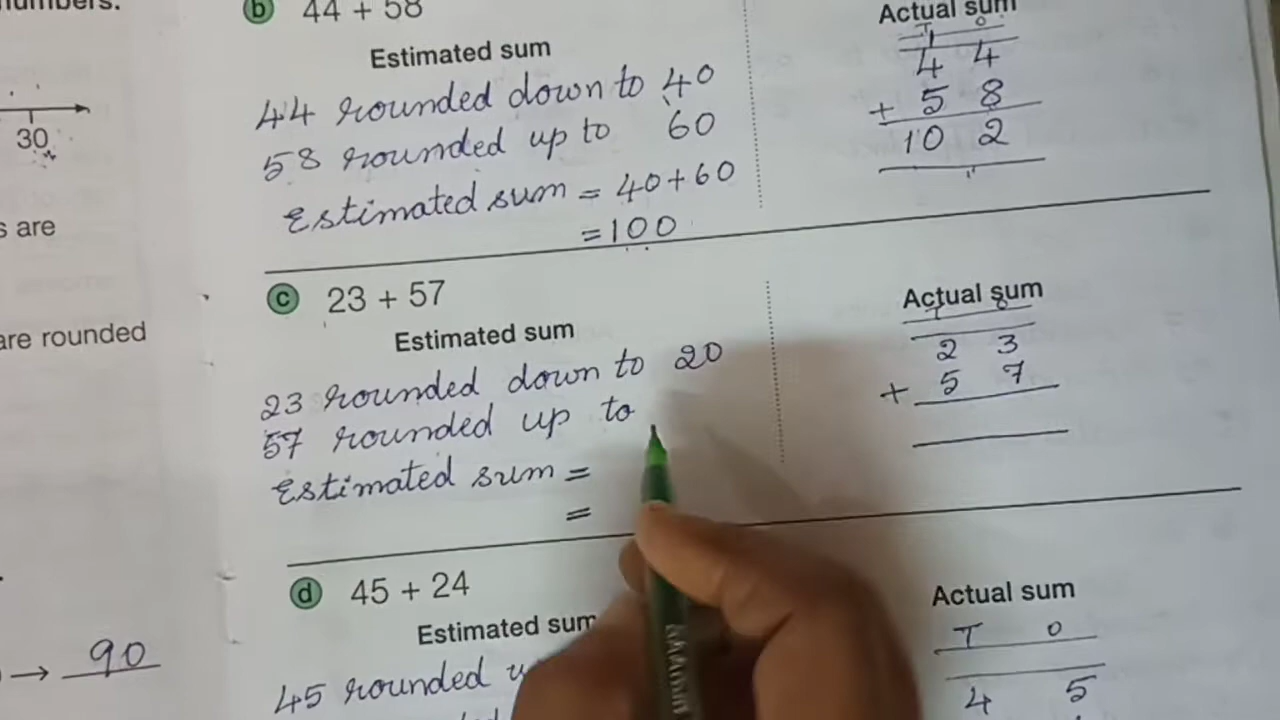 numbers.
30
s are
are rounded
→ 90
b 44 + 58
Estimated sum
44 rounded down to 40
58 rounded up to 60
Estimated sum = 40+60
= 100
Actual sum
T O
1
4 4
+ 5 8
10 2
c 23 + 57
Estimated sum
23 rounded down to 20
57 rounded up to
Estimated sum =
=
Actual sum
T O
2 3
+ 5 7
d 45 + 24
Estimated sum
45 rounded
Actual sum
T O
4 5